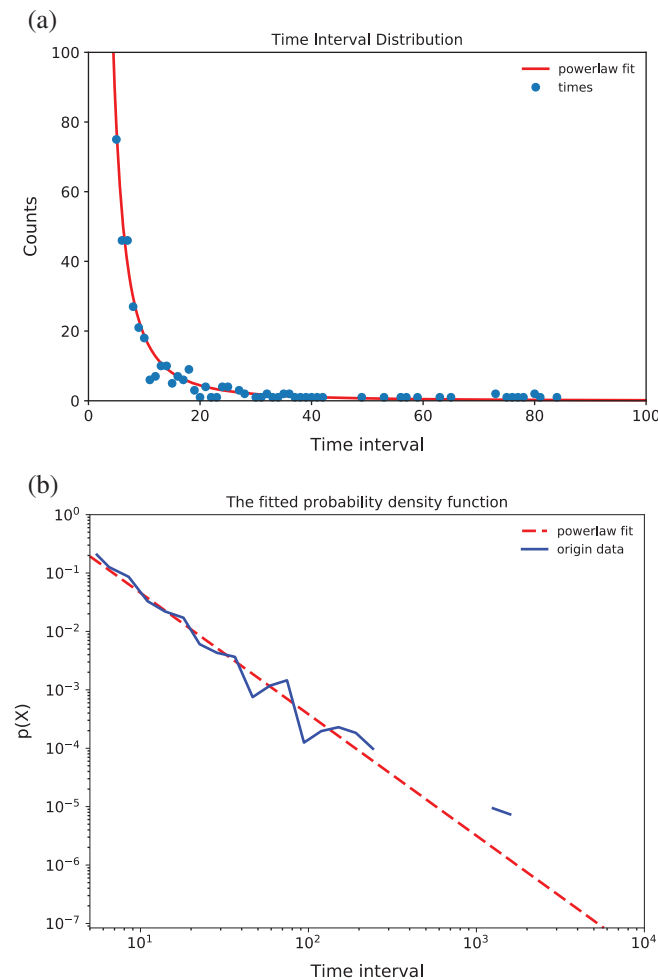 (a)
Time Interval Distribution
100
80
60
40
20
0
Counts
powerlaw fit
times
0 20 40 60 80 100
Time interval
(b)
The fitted probability density function
10^0
10^-1
10^-2
10^-3
10^-4
10^-5
10^-6
10^-7
p(X)
powerlaw fit
origin data
10^1 10^2 10^3 10^4
Time interval